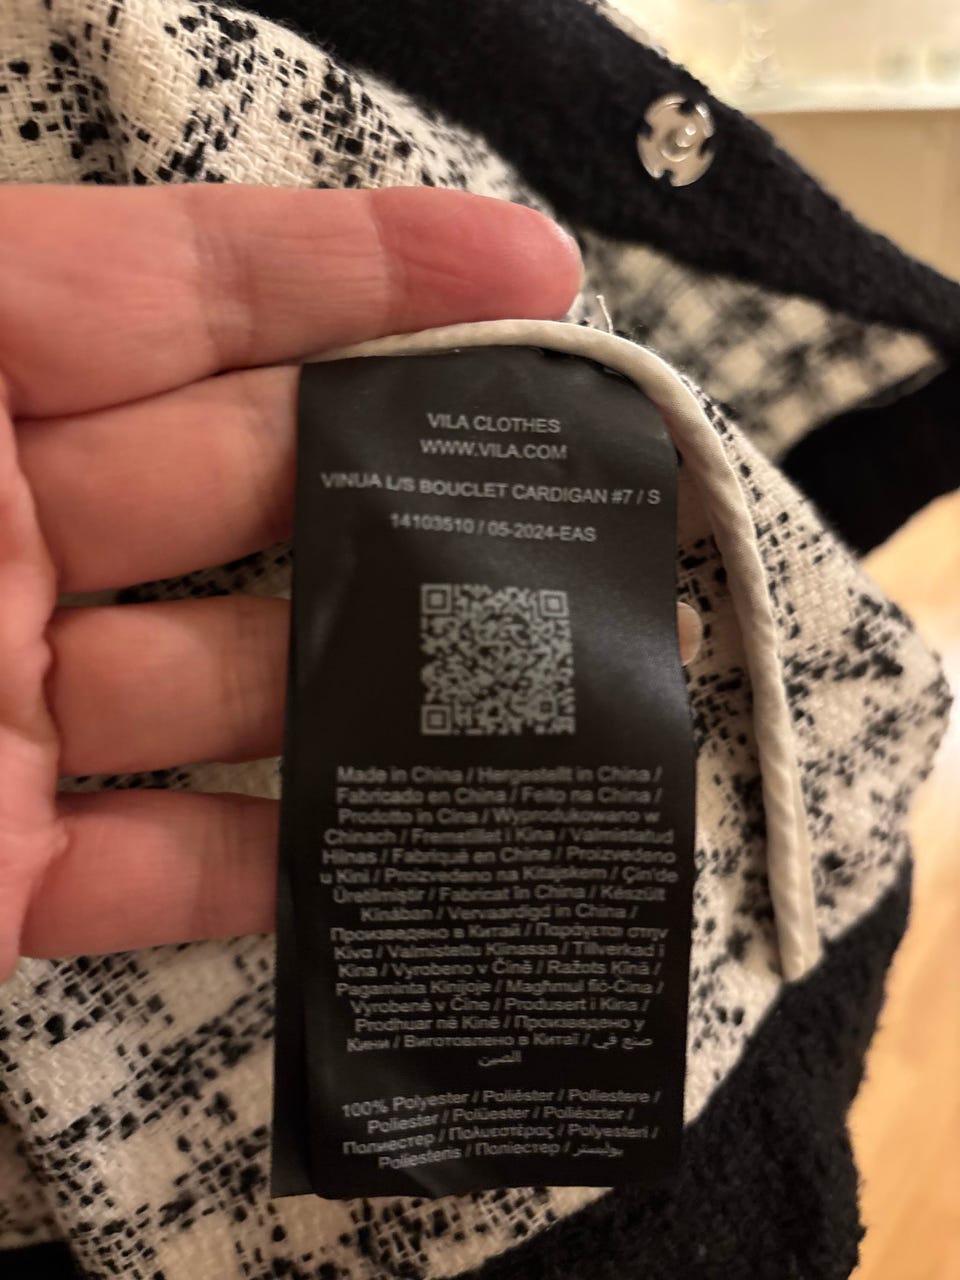 VILA CLOTHES
WWW.VILA.COM
VINUA L/S BOUCLET CARDIGAN #7 / S
14103510 / 05-2024-EAS
Made in China / Hergestellt in China /
Fabricado en China / Feito na China /
Prodotto in Cina / Wyprodukowano w
Chinach / Fremstillet i Kina / Valmistatud
Hiinas / Fabriqué en Chine / Proizvedeno
u Kini / Proizvedeno na Kitajskem / Çin'de
Üretilmiştir / Fabricat în China / Készült
Kínában / Vervaardigd in China /
Произведено в Китай / Παράγεται στην
Κίνα / Valmistettu Kiinassa / Tillverkad i
Kina / Vyrobeno v Číně / Ražots Ķīnā /
Pagaminta Kinijoje / Magħmul fiċ-Ċina /
Vyrobené v Číne / Produsert i Kina /
Prodhuar në Kinë / Произведено у
Кини / Виготовлено в Китаї / صنع في
الصين
100% Polyester / Poliéster / Poliestere /
Poliester / Polüester / Poliészter /
Полиестер / Πολυεστέρας / Polyesteri /
Poliesteris / Поліестер / بوليستر